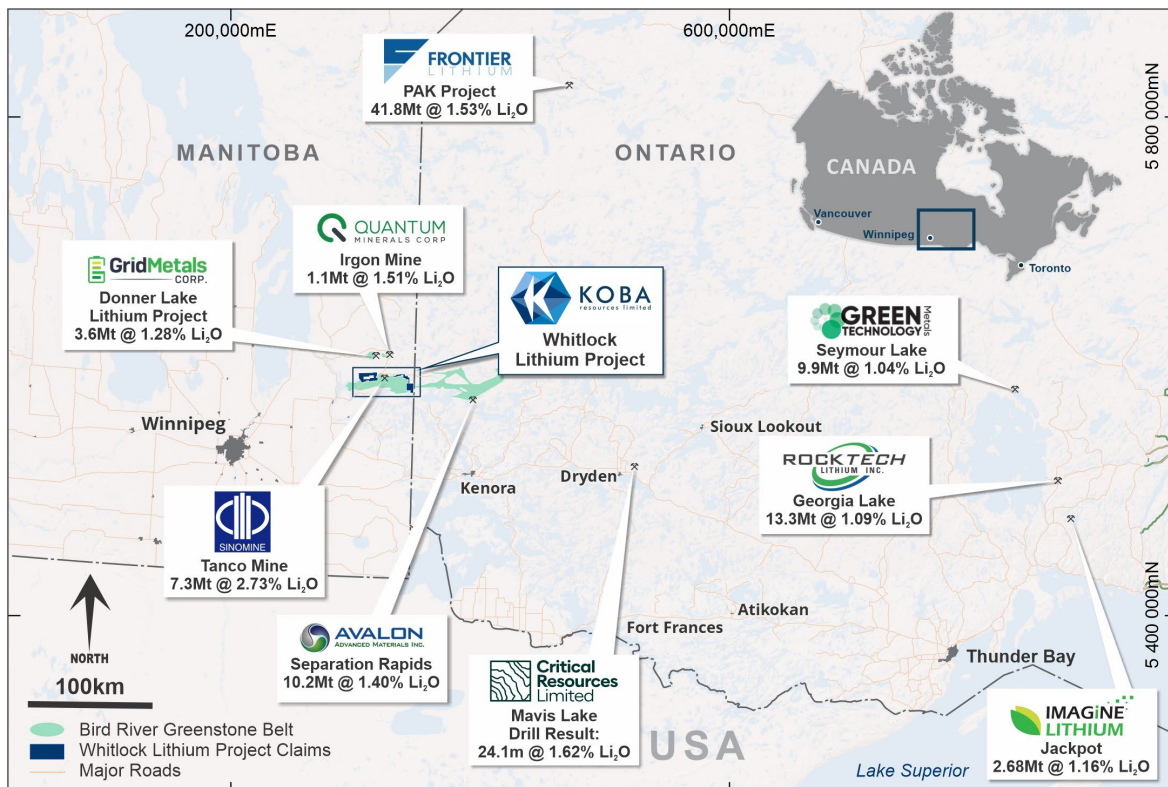 200,000mE
600,000mE
5 800 000mN
5 400 000mN
FRONTIER
LITHIUM
PAK Project
41.8Mt @ 1.53% Li₂O
MANITOBA
ONTARIO
CANADA
Vancouver
Winnipeg
Toronto
QUANTUM
MINERALS CORP
Irgon Mine
1.1Mt @ 1.51% Li₂O
GridMetals
CORP.
Donner Lake
Lithium Project
3.6Mt @ 1.28% Li₂O
KOBA
resources limited
Whitlock
Lithium Project
GREEN
TECHNOLOGY
Metals
Seymour Lake
9.9Mt @ 1.04% Li₂O
Winnipeg
Sioux Lookout
Kenora
Dryden
ROCKTECH
LITHIUM INC.
Georgia Lake
13.3Mt @ 1.09% Li₂O
SINOMINE
Tanco Mine
7.3Mt @ 2.73% Li₂O
AVALON
ADVANCED MATERIALS INC.
Separation Rapids
10.2Mt @ 1.40% Li₂O
Atikokan
Fort Frances
Thunder Bay
Critical
Resources
Limited
Mavis Lake
Drill Result:
24.1m @ 1.62% Li₂O
IMAGiNE
LITHIUM
Jackpot
2.68Mt @ 1.16% Li₂O
USA
Lake Superior
NORTH
100km
Bird River Greenstone Belt
Whitlock Lithium Project Claims
Major Roads